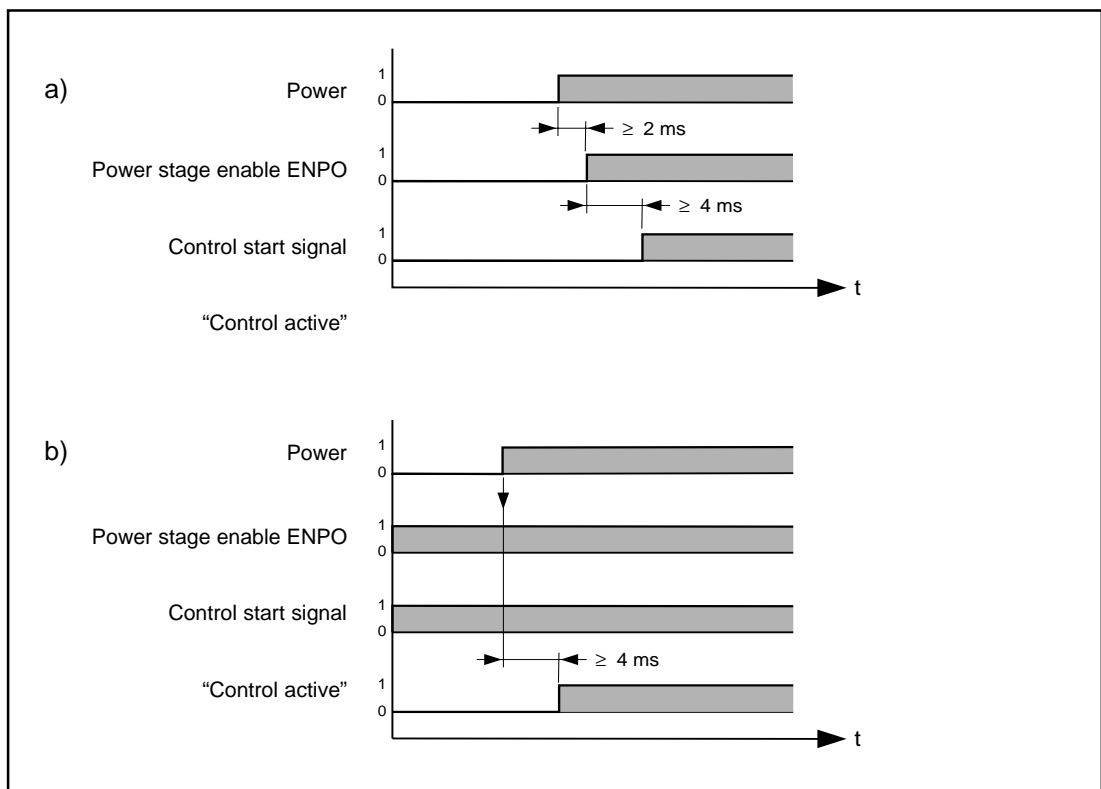 a)
Power
1
0
≥ 2 ms
Power stage enable ENPO
1
0
≥ 4 ms
Control start signal
1
0
t
“Control active”
b)
Power
1
0
Power stage enable ENPO
1
0
Control start signal
1
0
≥ 4 ms
“Control active”
1
0
t